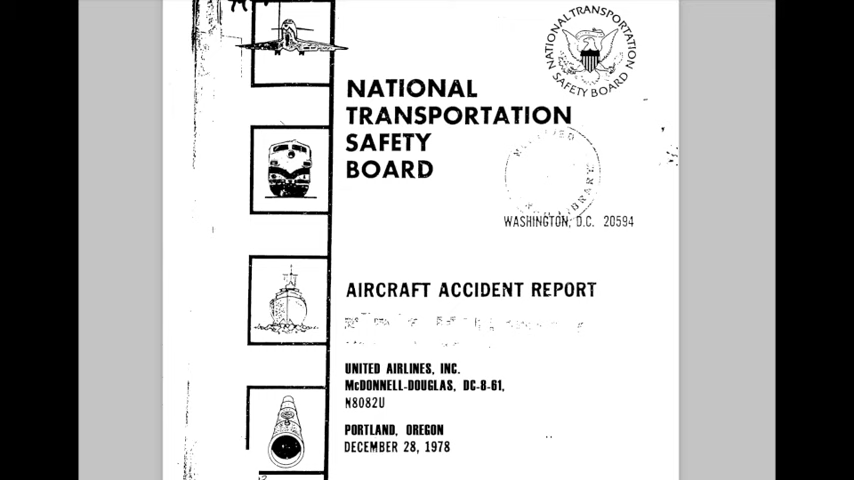 NATIONAL TRANSPORTATION
SAFETY BOARD
NATIONAL
TRANSPORTATION
SAFETY
BOARD
WASHINGTON, D.C. 20594
AIRCRAFT ACCIDENT REPORT
UNITED AIRLINES, INC.
McDONNELL-DOUGLAS, DC-8-61,
N8082U
PORTLAND, OREGON
DECEMBER 28, 1978